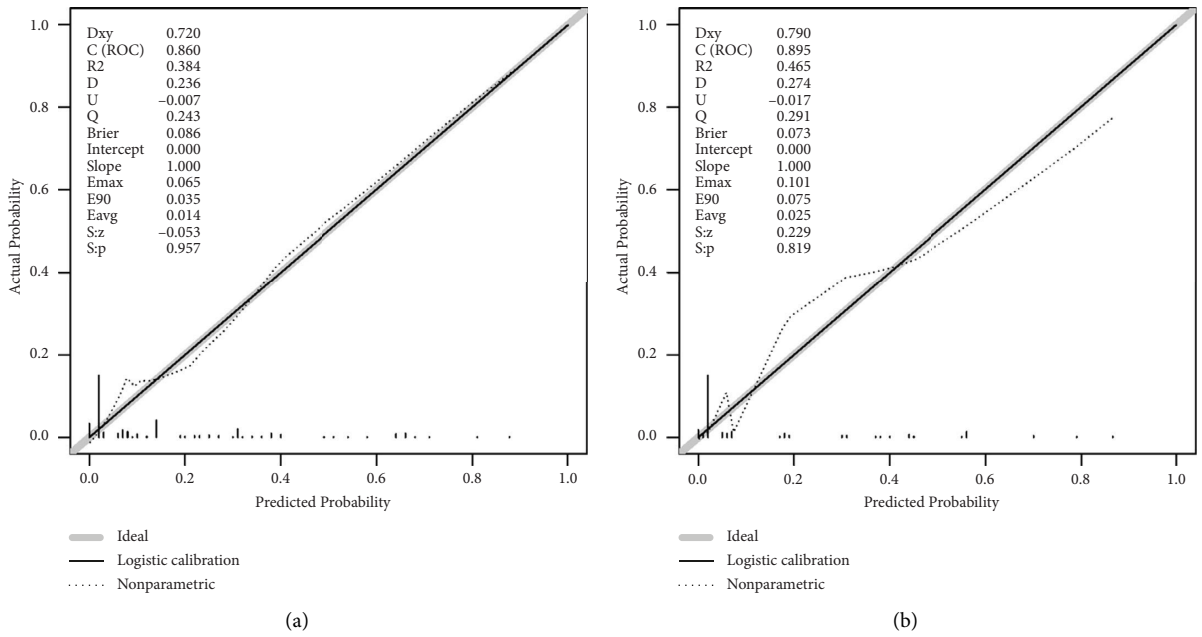 Actual Probability
1.0
0.8
0.6
0.4
0.2
0.0
Dxy 0.720
C (ROC) 0.860
R2 0.384
D 0.236
U –0.007
Q 0.243
Brier 0.086
Intercept 0.000
Slope 1.000
Emax 0.065
E90 0.035
Eavg 0.014
S:z –0.053
S:p 0.957
0.0 0.2 0.4 0.6 0.8 1.0
Predicted Probability
Ideal
Logistic calibration
Nonparametric
(a)
Actual Probability
1.0
0.8
0.6
0.4
0.2
0.0
Dxy 0.790
C (ROC) 0.895
R2 0.465
D 0.274
U –0.017
Q 0.291
Brier 0.073
Intercept 0.000
Slope 1.000
Emax 0.101
E90 0.075
Eavg 0.025
S:z 0.229
S:p 0.819
0.0 0.2 0.4 0.6 0.8 1.0
Predicted Probability
Ideal
Logistic calibration
Nonparametric
(b)